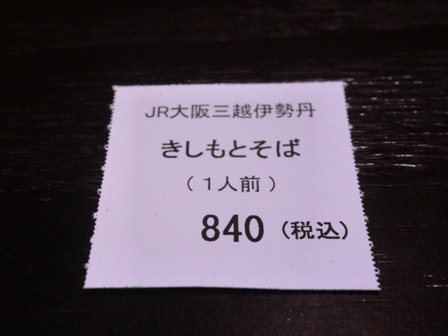 JR大阪三越伊勢丹
きしもとそば
（１人前）
840（税込）